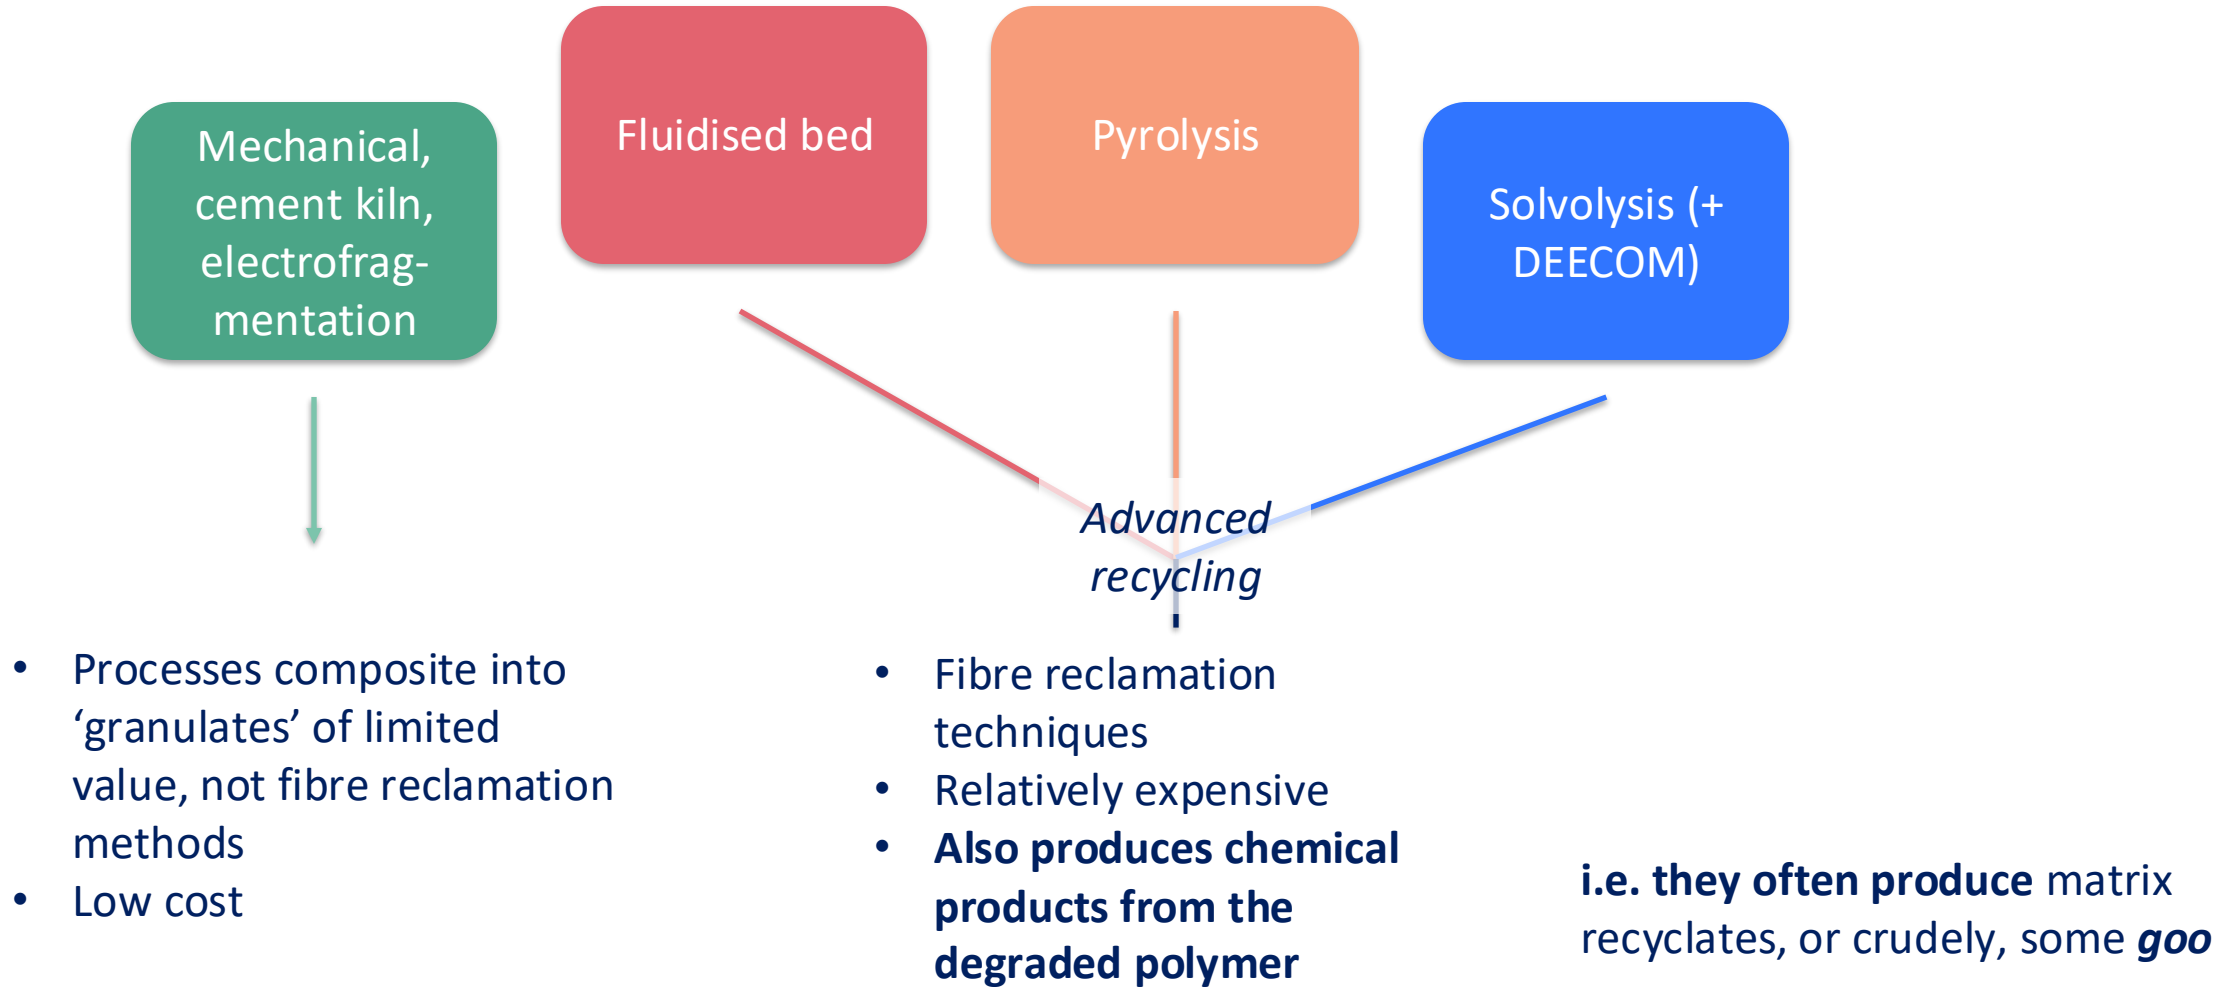 Mechanical,
cement kiln,
electrofrag-
mentation
Fluidised bed
Pyrolysis
Solvolysis (+
DEECOM)
Advanced
recycling
• Processes composite into
‘granulates’ of limited
value, not fibre reclamation
methods
• Low cost
• Fibre reclamation
techniques
• Relatively expensive
• Also produces chemical
products from the
degraded polymer
i.e. they often produce matrix
recyclates, or crudely, some goo